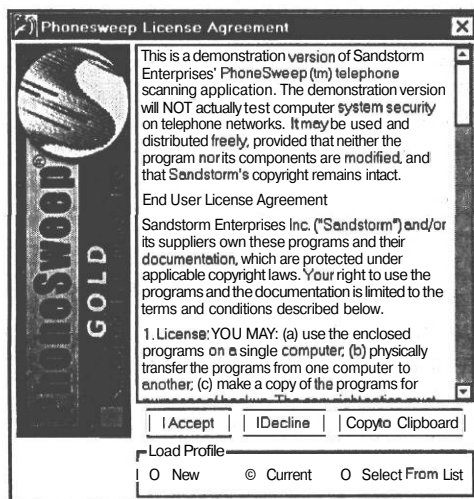 Phonesweep License Agreement
PhoneSweep®
GOLD
This is a demonstration version of Sandstorm
Enterprises' PhoneSweep (tm) telephone
scanning application. The demonstration version
will NOT actually test computer system security
on telephone networks. It may be used and
distributed freely, provided that neither the
program nor its components are modified, and
that Sandstorm's copyright remains intact.
End User License Agreement
Sandstorm Enterprises Inc. ("Sandstorm") and/or
its suppliers own these programs and their
documentation, which are protected under
applicable copyright laws. Your right to use the
programs and the documentation is limited to the
terms and conditions described below.
1. License: YOU MAY: (a) use the enclosed
programs on a single computer; (b) physically
transfer the programs from one computer to
another; (c) make a copy of the programs for
I Accept
I Decline
Copy to Clipboard
Load Profile
New
Current
Select From List